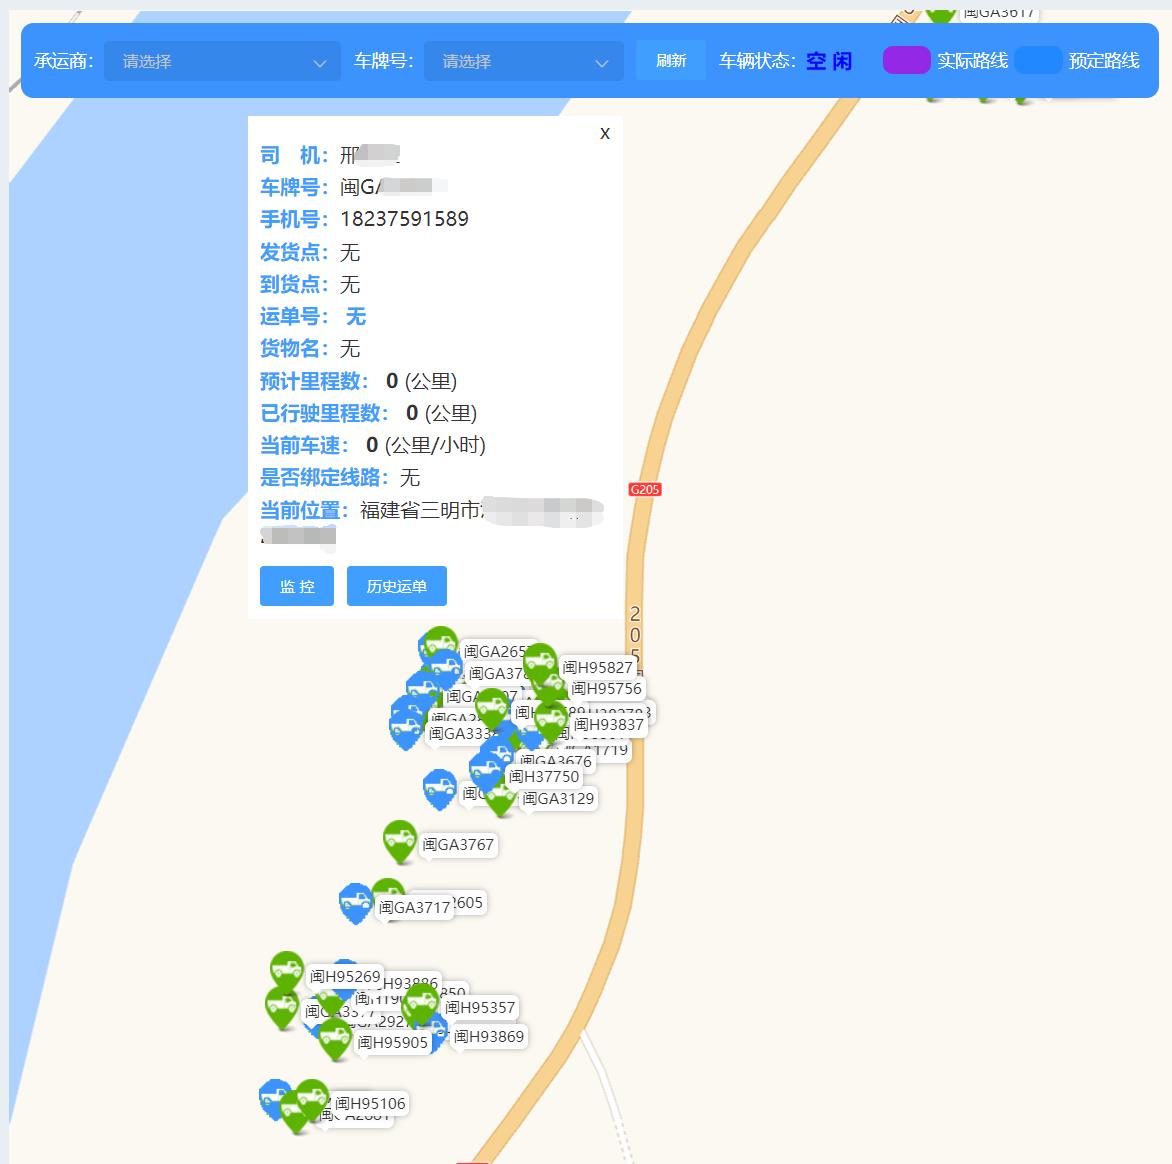 闽GA3617
承运商: 请选择 车牌号: 请选择 刷新 车辆状态: 空 闲 实际路线 预定路线
X
司 机: 邢
车牌号: 闽GA
手机号: 18237591589
发货点: 无
到货点: 无
运单号: 无
货物名: 无
预计里程数: 0 (公里)
已行驶里程数: 0 (公里)
当前车速: 0 (公里/小时)
是否绑定线路: 无
当前位置: 福建省三明市
监 控 历史运单
G205
205
闽GA265
闽H95827
闽GA378
闽H95756
闽H93837
闽GA3338
1719
闽GA3676
闽H37750
闽GA3129
闽GA3767
2605
闽GA3717
闽H95269
H93886
闽H95357
闽H93869
闽H95905
闽H95106